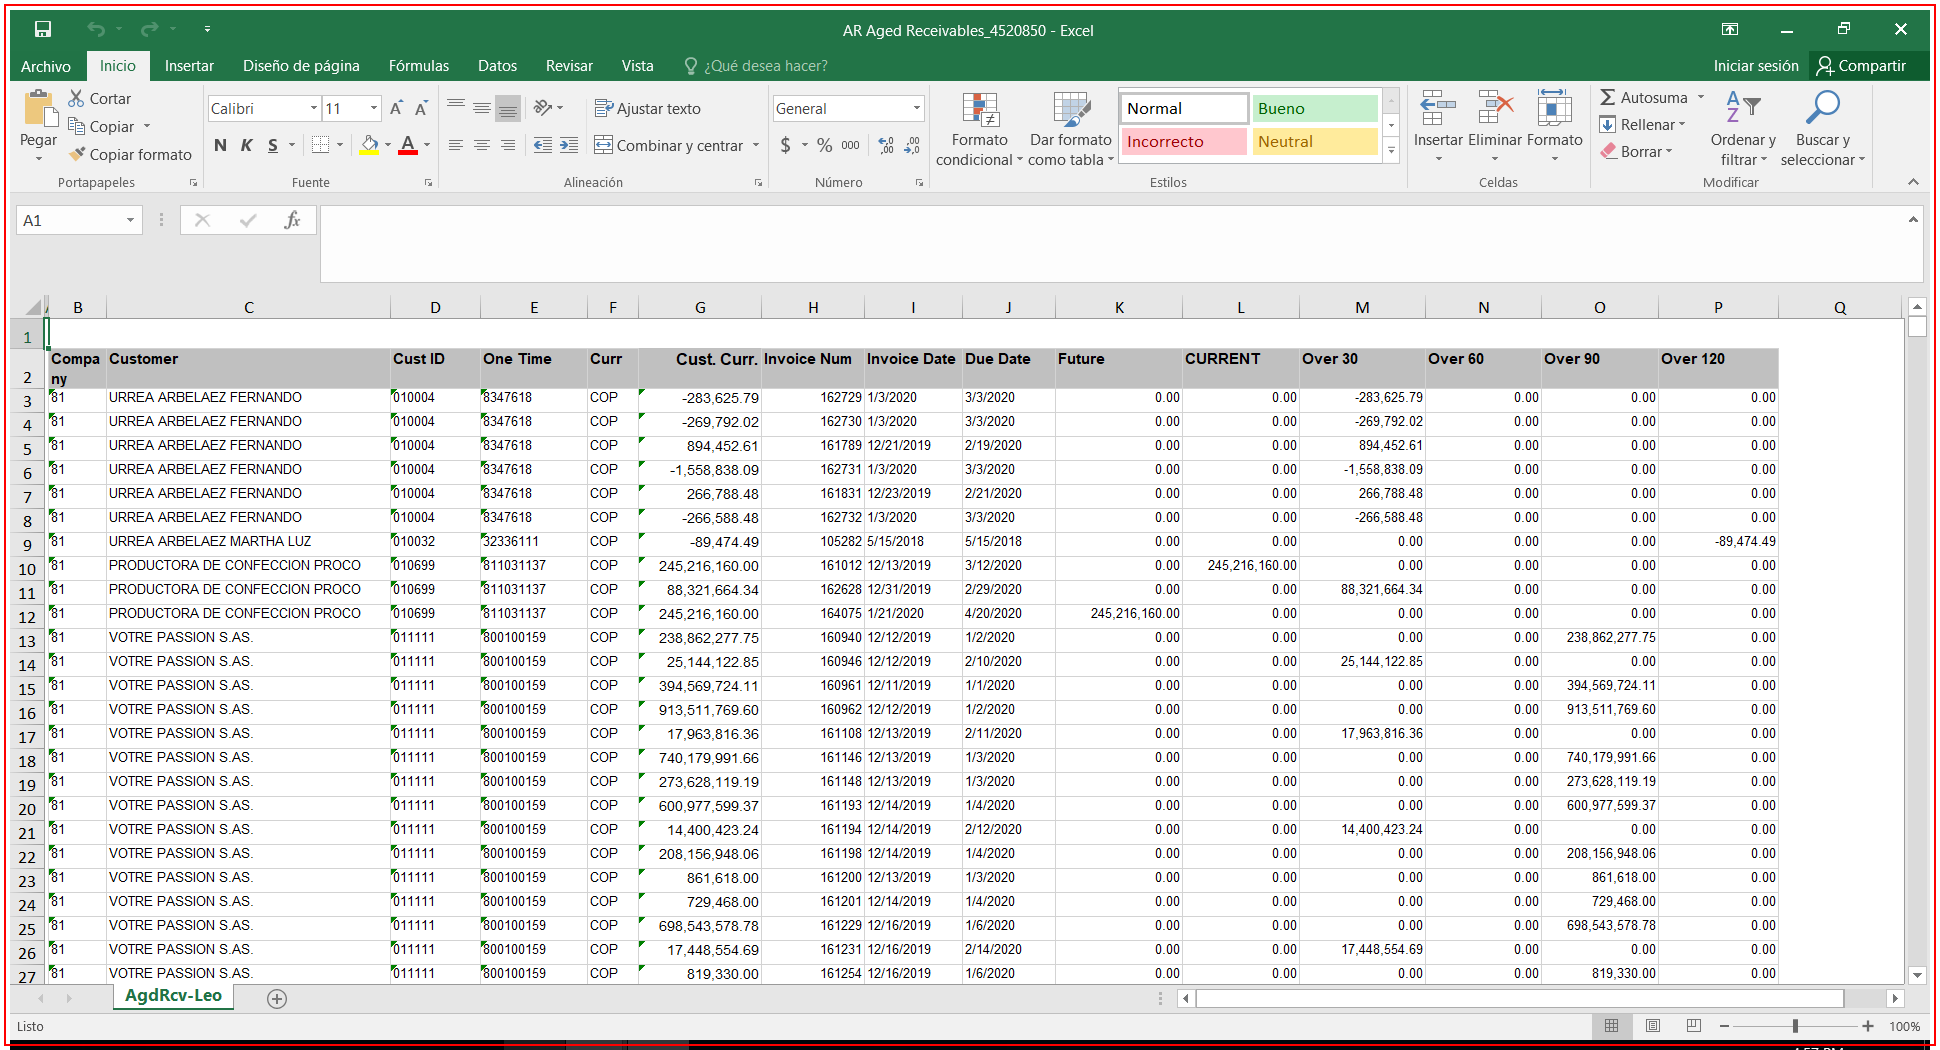 AR Aged Receivables_4520850 - Excel
Archivo Inicio Insertar Diseño de página Fórmulas Datos Revisar Vista ¿Qué desea hacer? Iniciar sesión Compartir
Pegar Cortar Copiar Copiar formato Portapapeles
Calibri 11 N K S Fuente
Ajustar texto Combinar y centrar Alineación
General $ % 000 Número
Formato condicional Dar formato como tabla Normal Bueno Incorrecto Neutral Estilos
Insertar Eliminar Formato Celdas
Autosuma Rellenar Borrar Ordenar y filtrar Buscar y seleccionar Modificar
A1 fx
B C D E F G H I J K L M N O P Q
1
2 Company Customer Cust ID One Time Curr Cust. Curr. Invoice Num Invoice Date Due Date Future CURRENT Over 30 Over 60 Over 90 Over 120
3 81 URREA ARBELAEZ FERNANDO 010004 8347618 COP -283,625.79 162729 1/3/2020 3/3/2020 0.00 0.00 -283,625.79 0.00 0.00 0.00
4 81 URREA ARBELAEZ FERNANDO 010004 8347618 COP -269,792.02 162730 1/3/2020 3/3/2020 0.00 0.00 -269,792.02 0.00 0.00 0.00
5 81 URREA ARBELAEZ FERNANDO 010004 8347618 COP 894,452.61 161789 12/21/2019 2/19/2020 0.00 0.00 894,452.61 0.00 0.00 0.00
6 81 URREA ARBELAEZ FERNANDO 010004 8347618 COP -1,558,838.09 162731 1/3/2020 3/3/2020 0.00 0.00 -1,558,838.09 0.00 0.00 0.00
7 81 URREA ARBELAEZ FERNANDO 010004 8347618 COP 266,788.48 161831 12/23/2019 2/21/2020 0.00 0.00 266,788.48 0.00 0.00 0.00
8 81 URREA ARBELAEZ FERNANDO 010004 8347618 COP -266,588.48 162732 1/3/2020 3/3/2020 0.00 0.00 -266,588.48 0.00 0.00 0.00
9 81 URREA ARBELAEZ MARTHA LUZ 010032 32336111 COP -89,474.49 105282 5/15/2018 5/15/2018 0.00 0.00 0.00 0.00 0.00 -89,474.49
10 81 PRODUCTORA DE CONFECCION PROCO 010699 811031137 COP 245,216,160.00 161012 12/13/2019 3/12/2020 0.00 245,216,160.00 0.00 0.00 0.00 0.00
11 81 PRODUCTORA DE CONFECCION PROCO 010699 811031137 COP 88,321,664.34 162628 12/31/2019 2/29/2020 0.00 0.00 88,321,664.34 0.00 0.00 0.00
12 81 PRODUCTORA DE CONFECCION PROCO 010699 811031137 COP 245,216,160.00 164075 1/21/2020 4/20/2020 245,216,160.00 0.00 0.00 0.00 0.00 0.00
13 81 VOTRE PASSION S.AS. 011111 800100159 COP 238,862,277.75 160940 12/12/2019 1/2/2020 0.00 0.00 0.00 0.00 238,862,277.75 0.00
14 81 VOTRE PASSION S.AS. 011111 800100159 COP 25,144,122.85 160946 12/12/2019 2/10/2020 0.00 0.00 25,144,122.85 0.00 0.00 0.00
15 81 VOTRE PASSION S.AS. 011111 800100159 COP 394,569,724.11 160961 12/11/2019 1/1/2020 0.00 0.00 0.00 0.00 394,569,724.11 0.00
16 81 VOTRE PASSION S.AS. 011111 800100159 COP 913,511,769.60 160962 12/12/2019 1/2/2020 0.00 0.00 0.00 0.00 913,511,769.60 0.00
17 81 VOTRE PASSION S.AS. 011111 800100159 COP 17,963,816.36 161108 12/13/2019 2/11/2020 0.00 0.00 17,963,816.36 0.00 0.00 0.00
18 81 VOTRE PASSION S.AS. 011111 800100159 COP 740,179,991.66 161146 12/13/2019 1/3/2020 0.00 0.00 0.00 0.00 740,179,991.66 0.00
19 81 VOTRE PASSION S.AS. 011111 800100159 COP 273,628,119.19 161148 12/13/2019 1/3/2020 0.00 0.00 0.00 0.00 273,628,119.19 0.00
20 81 VOTRE PASSION S.AS. 011111 800100159 COP 600,977,599.37 161193 12/14/2019 1/4/2020 0.00 0.00 0.00 0.00 600,977,599.37 0.00
21 81 VOTRE PASSION S.AS. 011111 800100159 COP 14,400,423.24 161194 12/14/2019 2/12/2020 0.00 0.00 14,400,423.24 0.00 0.00 0.00
22 81 VOTRE PASSION S.AS. 011111 800100159 COP 208,156,948.06 161198 12/14/2019 1/4/2020 0.00 0.00 0.00 0.00 208,156,948.06 0.00
23 81 VOTRE PASSION S.AS. 011111 800100159 COP 861,618.00 161200 12/13/2019 1/3/2020 0.00 0.00 0.00 0.00 861,618.00 0.00
24 81 VOTRE PASSION S.AS. 011111 800100159 COP 729,468.00 161201 12/14/2019 1/4/2020 0.00 0.00 0.00 0.00 729,468.00 0.00
25 81 VOTRE PASSION S.AS. 011111 800100159 COP 698,543,578.78 161229 12/16/2019 1/6/2020 0.00 0.00 0.00 0.00 698,543,578.78 0.00
26 81 VOTRE PASSION S.AS. 011111 800100159 COP 17,448,554.69 161231 12/16/2019 2/14/2020 0.00 0.00 17,448,554.69 0.00 0.00 0.00
27 81 VOTRE PASSION S.AS. 011111 800100159 COP 819,330.00 161254 12/16/2019 1/6/2020 0.00 0.00 0.00 0.00 819,330.00 0.00
AgdRcv-Leo
Listo 100%